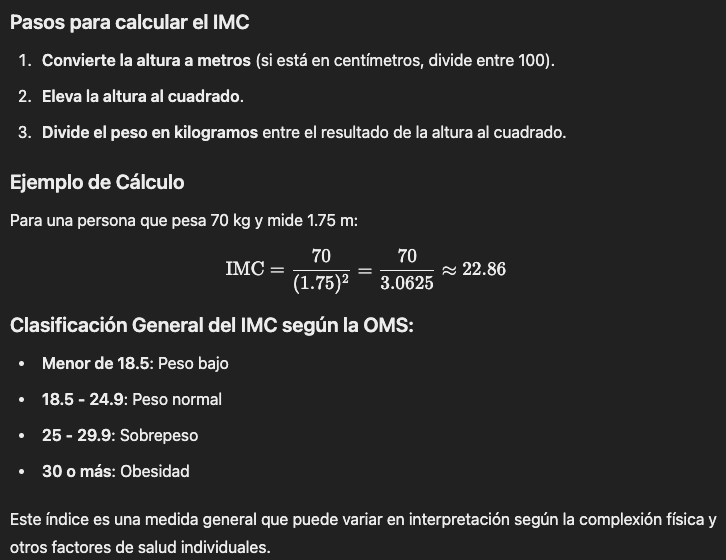 Pasos para calcular el IMC
1. Convierte la altura a metros (si está en centímetros, divide entre 100).
2. Eleva la altura al cuadrado.
3. Divide el peso en kilogramos entre el resultado de la altura al cuadrado.
Ejemplo de Cálculo
Para una persona que pesa 70 kg y mide 1.75 m:
IMC = 70/(1.75)² = 70/3.0625 ≈ 22.86
Clasificación General del IMC según la OMS:
• Menor de 18.5: Peso bajo
• 18.5 - 24.9: Peso normal
• 25 - 29.9: Sobrepeso
• 30 o más: Obesidad
Este índice es una medida general que puede variar en interpretación según la complexión física y
otros factores de salud individuales.